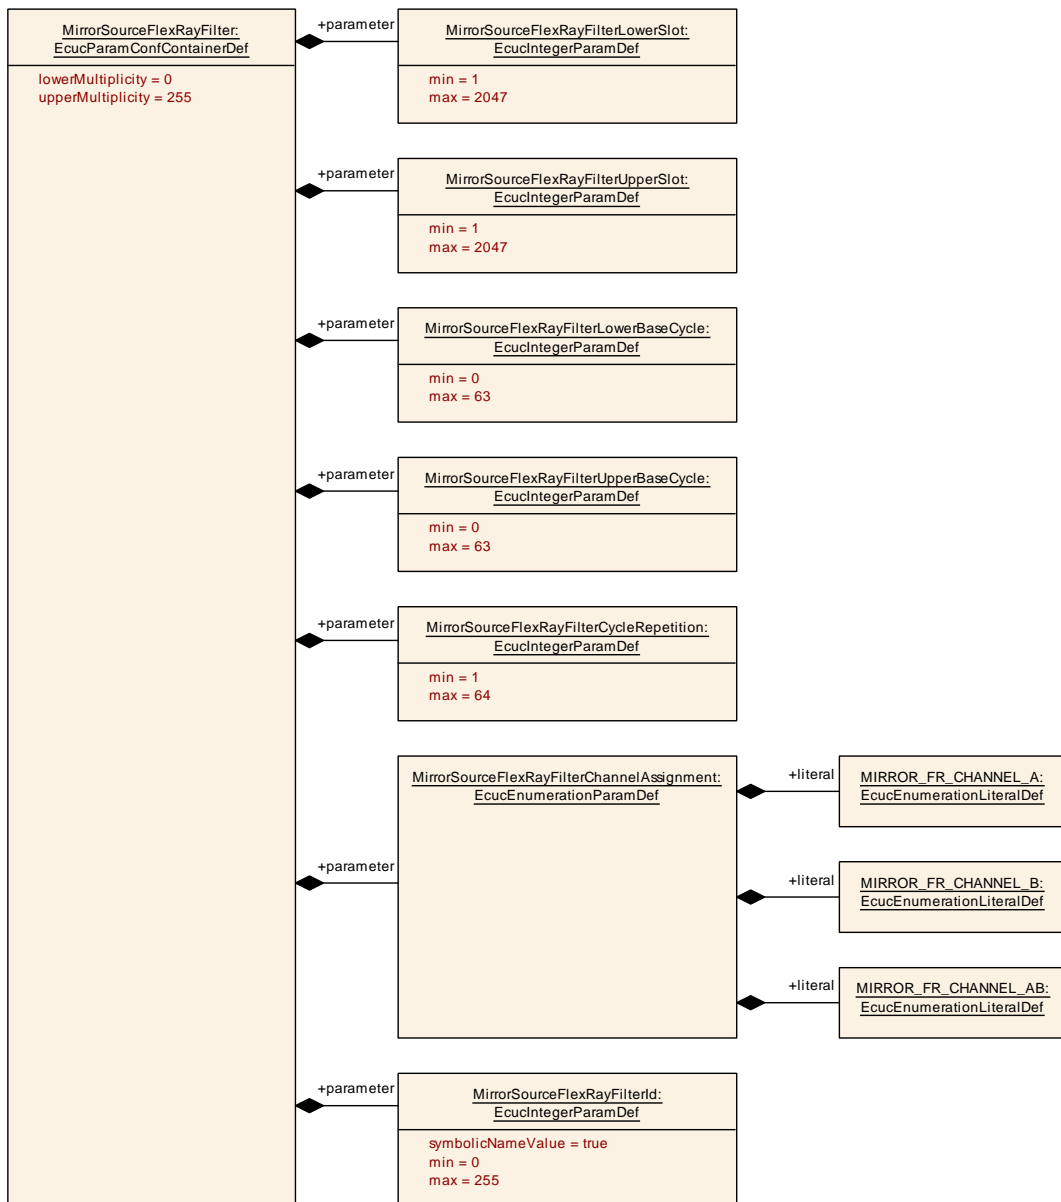 MirrorSourceFlexRayFilter:
EcucParamConfContainerDef
lowerMultiplicity = 0
upperMultiplicity = 255
+parameter
MirrorSourceFlexRayFilterLowerSlot:
EcucIntegerParamDef
min = 1
max = 2047
+parameter
MirrorSourceFlexRayFilterUpperSlot:
EcucIntegerParamDef
min = 1
max = 2047
+parameter
MirrorSourceFlexRayFilterLowerBaseCycle:
EcucIntegerParamDef
min = 0
max = 63
+parameter
MirrorSourceFlexRayFilterUpperBaseCycle:
EcucIntegerParamDef
min = 0
max = 63
+parameter
MirrorSourceFlexRayFilterCycleRepetition:
EcucIntegerParamDef
min = 1
max = 64
+parameter
MirrorSourceFlexRayFilterChannelAssignment:
EcucEnumerationParamDef
+literal
MIRROR_FR_CHANNEL_A:
EcucEnumerationLiteralDef
+literal
MIRROR_FR_CHANNEL_B:
EcucEnumerationLiteralDef
+literal
MIRROR_FR_CHANNEL_AB:
EcucEnumerationLiteralDef
+parameter
MirrorSourceFlexRayFilterId:
EcucIntegerParamDef
symbolicNameValue = true
min = 0
max = 255